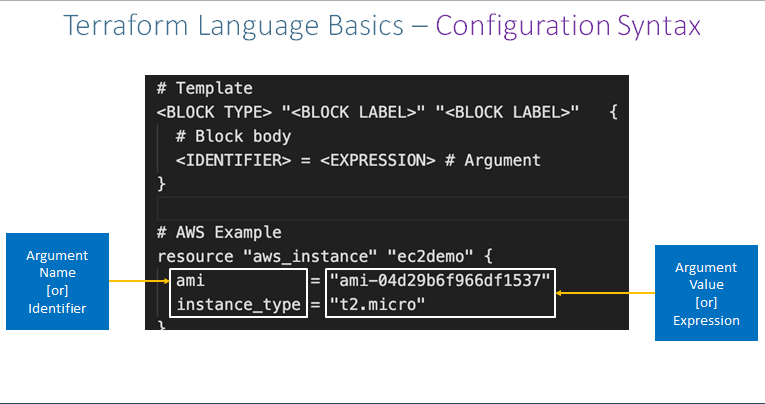 Terraform Language Basics – Configuration Syntax
# Template
<BLOCK TYPE> "<BLOCK LABEL>" "<BLOCK LABEL>"   {
  # Block body
  <IDENTIFIER> = <EXPRESSION> # Argument
}
# AWS Example
resource "aws_instance" "ec2demo" {
  ami           = "ami-04d29b6f966df1537"
  instance_type = "t2.micro"
}
Argument
Name
[or]
Identifier
Argument
Value
[or]
Expression